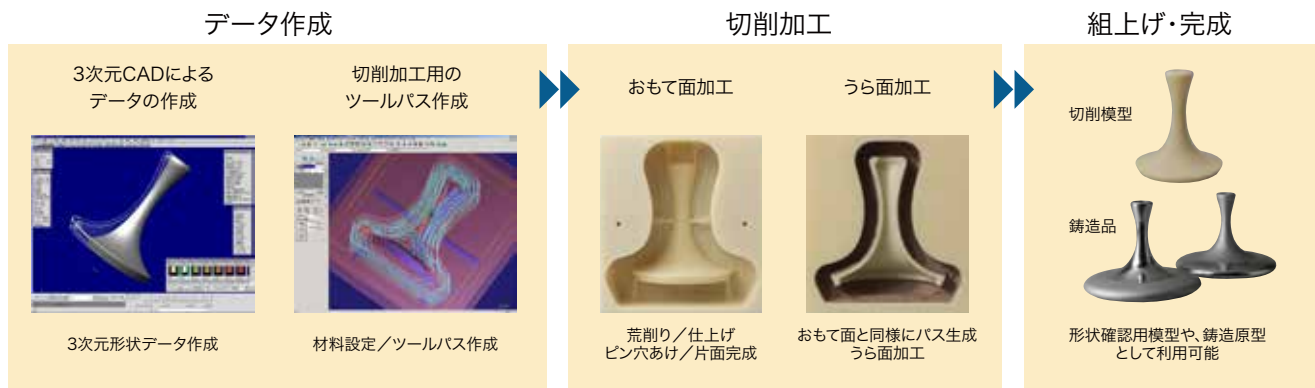 データ作成
3次元CADによる
データの作成
切削加工用の
ツールパス作成
3次元形状データ作成
材料設定／ツールパス作成
切削加工
おもて面加工
うら面加工
荒削り／仕上げ
ピン穴あけ／片面完成
おもて面と同様にパス生成
うら面加工
組上げ・完成
切削模型
鋳造品
形状確認用模型や、鋳造原型
として利用可能